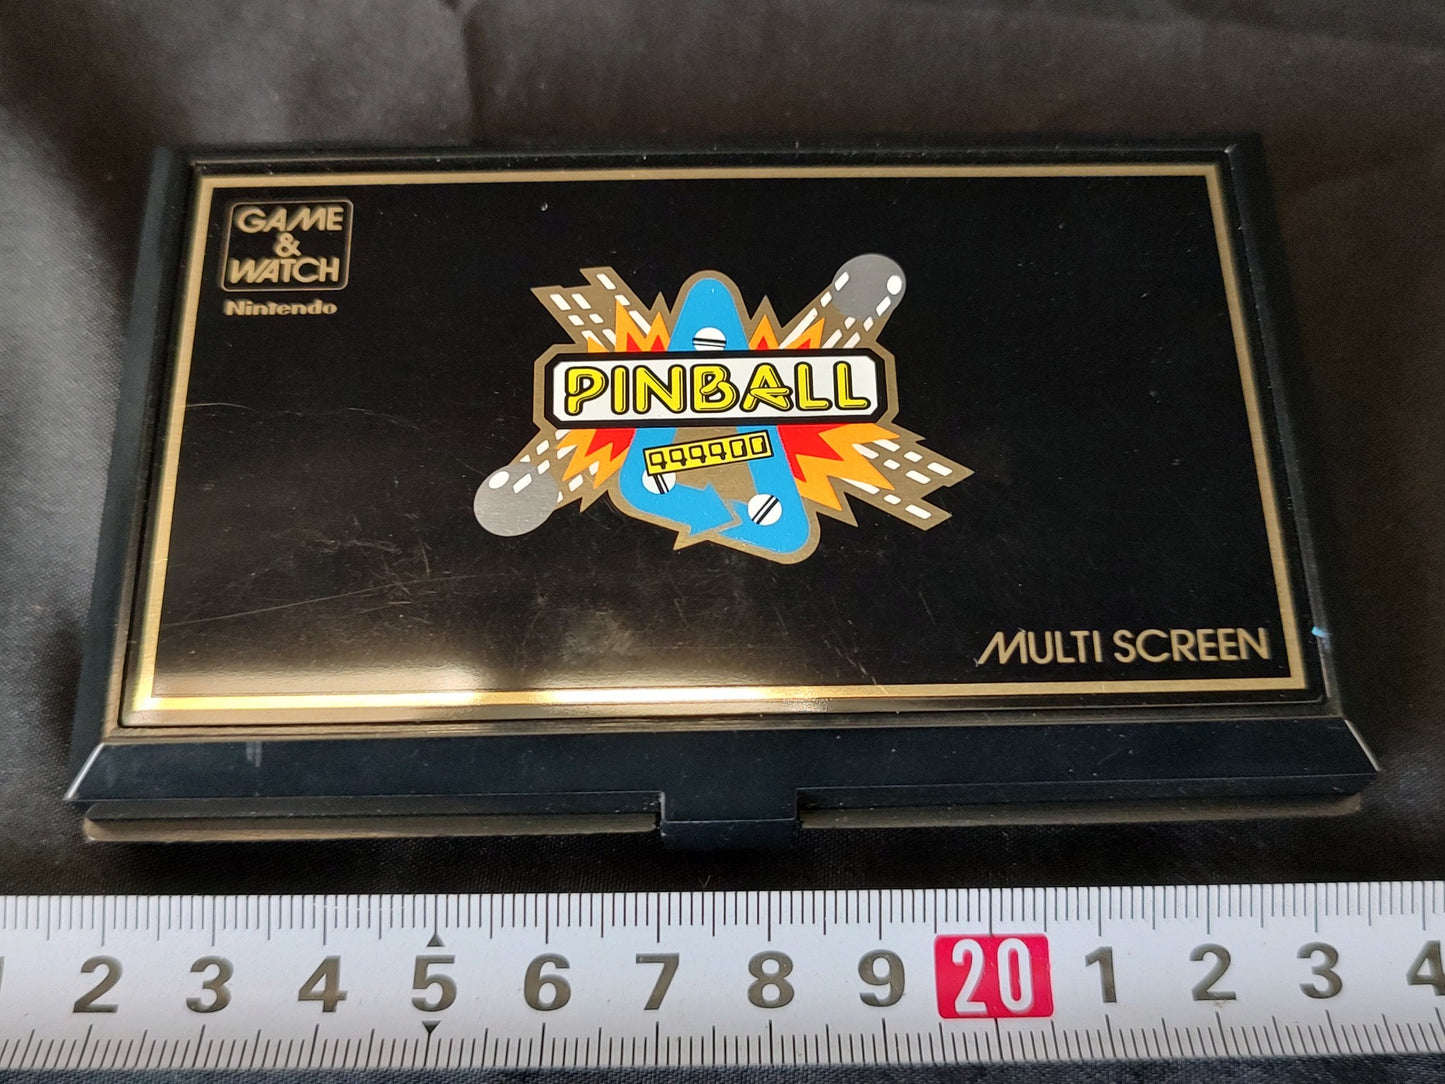 GAME
&
WATCH
Nintendo
PINBALL
999900
MULTI SCREEN
1 2 3 4 5 6 7 8 9 20 1 2 3 4